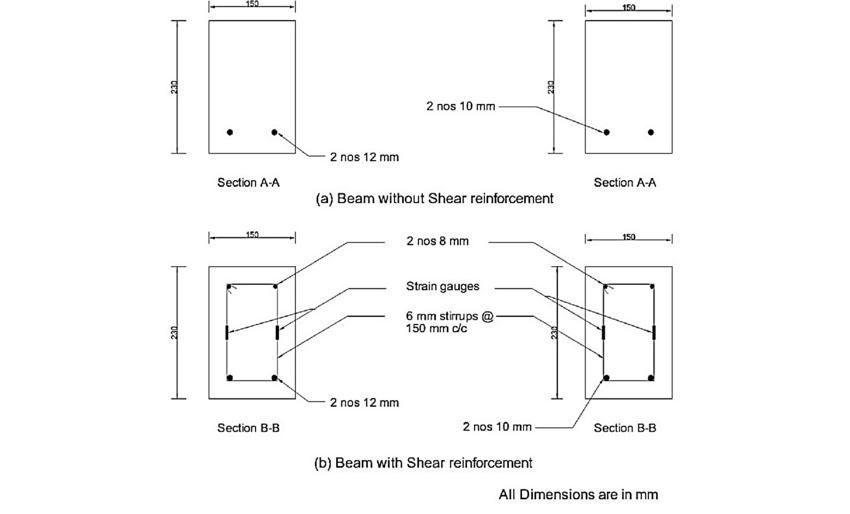 150
150
230
230
2 nos 10 mm
2 nos 12 mm
Section A-A
Section A-A
(a) Beam without Shear reinforcement
150
2 nos 8 mm
150
Strain gauges
230
6 mm stirrups @
150 mm c/c
230
2 nos 12 mm
Section B-B
2 nos 10 mm
Section B-B
(b) Beam with Shear reinforcement
All Dimensions are in mm